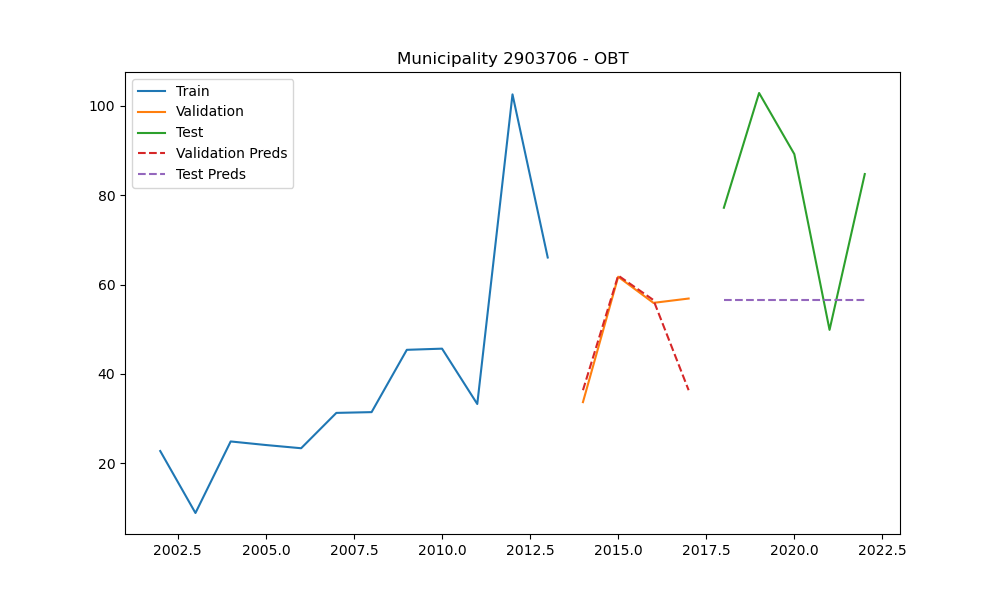 Municipality 2903706 - OBT
Train
Validation
Test
Validation Preds
Test Preds
100
80
60
40
20
2002.5 2005.0 2007.5 2010.0 2012.5 2015.0 2017.5 2020.0 2022.5